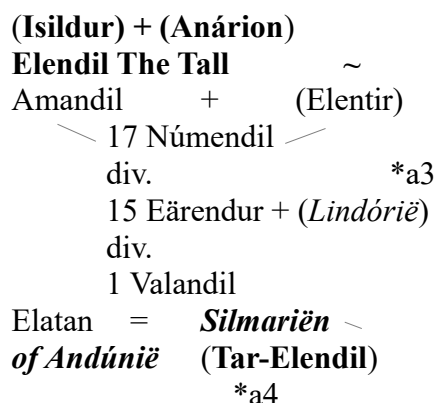 (Isildur) + (Anárion)
Elendil The Tall ~
Amandil + (Elentir)
17 Númendil
div. *a3
15 Eärendur + (Lindórië)
div.
1 Valandil
Elatan = Silmariën
of Andúnië (Tar-Elendil)
*a4